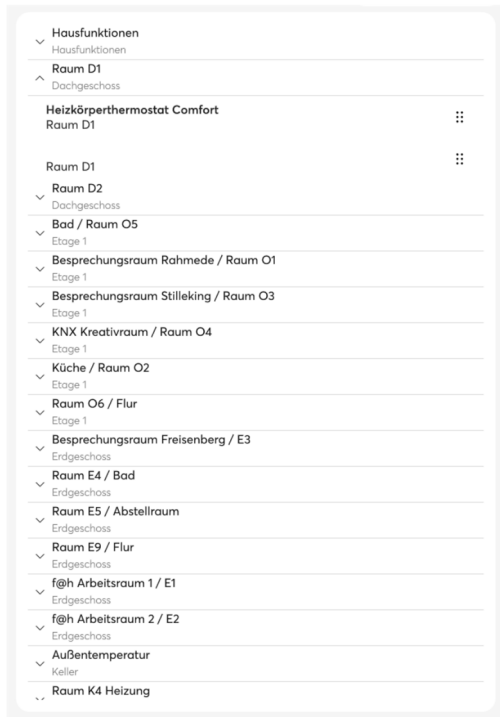 Hausfunktionen
Hausfunktionen
Raum D1
Dachgeschoss
Heizkörperthermostat Comfort
Raum D1
Raum D1
Raum D2
Dachgeschoss
Bad / Raum O5
Etage 1
Besprechungsraum Rahmede / Raum O1
Etage 1
Besprechungsraum Stilleking / Raum O3
Etage 1
KNX Kreativraum / Raum O4
Etage 1
Küche / Raum O2
Etage 1
Raum O6 / Flur
Etage 1
Besprechungsraum Freisenberg / E3
Erdgeschoss
Raum E4 / Bad
Erdgeschoss
Raum E5 / Abstellraum
Erdgeschoss
Raum E9 / Flur
Erdgeschoss
f@h Arbeitsraum 1 / E1
Erdgeschoss
f@h Arbeitsraum 2 / E2
Erdgeschoss
Außentemperatur
Keller
Raum K4 Heizung